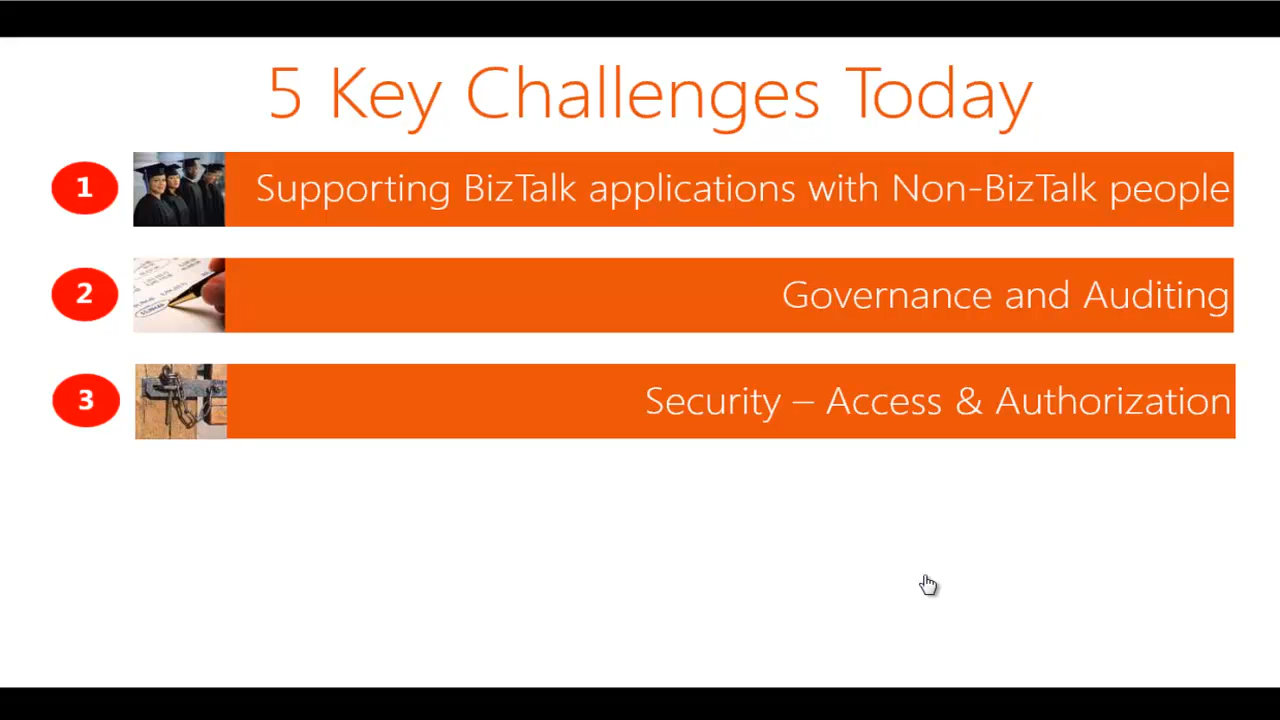 5 Key Challenges Today
1
Supporting BizTalk applications with Non-BizTalk people
2
Governance and Auditing
3
Security – Access & Authorization